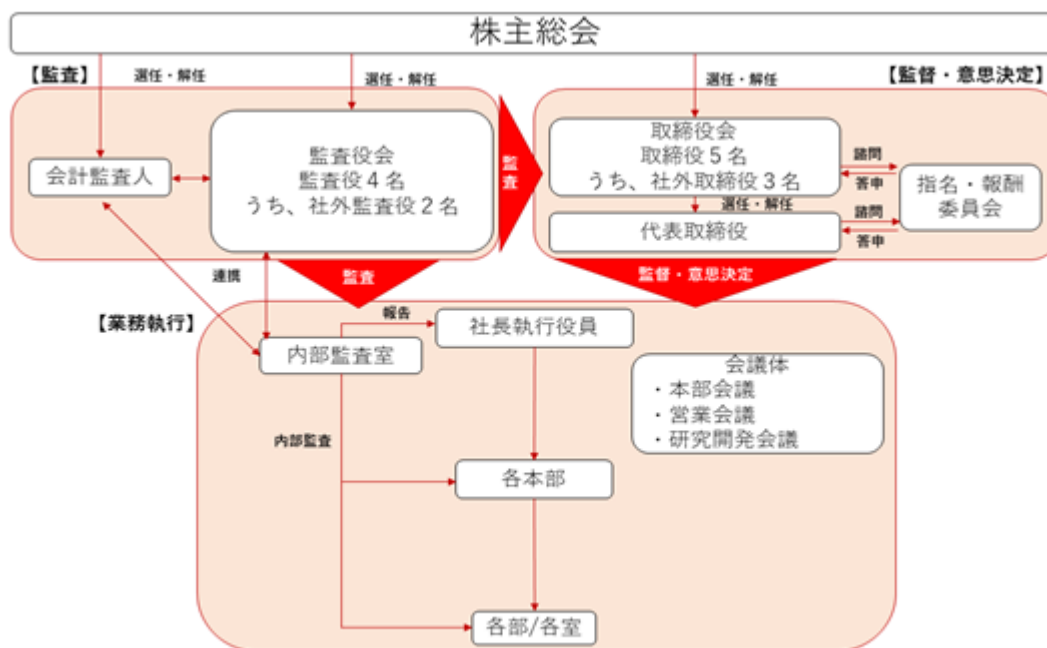 株主総会
【監査】
選任・解任
選任・解任
選任・解任
【監督・意思決定】
会計監査人
監査役会
監査役4名
うち、社外監査役2名
監査
取締役会
取締役5名
うち、社外取締役3名
諮問
答申
指名・報酬
委員会
選任・解任
代表取締役
諮問
答申
連携
監査
監督・意思決定
【業務執行】
報告
社長執行役員
内部監査室
会議体
・本部会議
・営業会議
・研究開発会議
内部監査
各本部
各部/各室